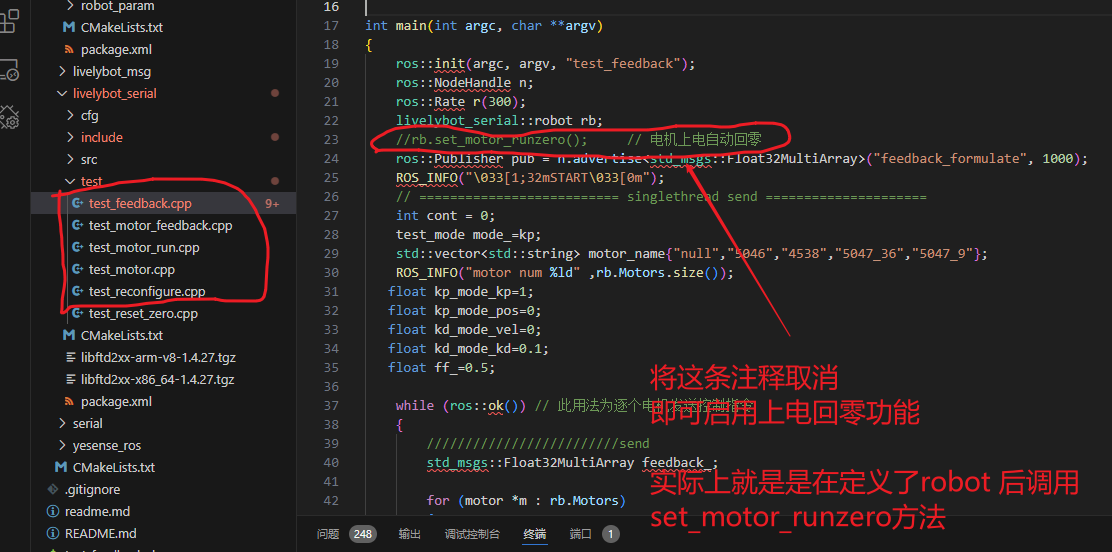 robot_param
CMakeLists.txt
package.xml
livelybot_msg
livelybot_serial
cfg
include
src
test
test_feedback.cpp 9+
test_motor_feedback.cpp
test_motor_run.cpp
test_motor.cpp
test_reconfigure.cpp
test_reset_zero.cpp
CMakeLists.txt
libftd2xx-arm-v8-1.4.27.tgz
libftd2xx-x86_64-1.4.27.tgz
package.xml
serial
yesense_ros
CMakeLists.txt
.gitignore
readme.md
README.md
16
17 int main(int argc, char **argv)
18 {
19 ros::init(argc, argv, "test_feedback");
20 ros::NodeHandle n;
21 ros::Rate r(300);
22 livelybot_serial::robot rb;
23 //rb.set_motor_runzero(); // 电机上电自动回零
24 ros::Publisher pub = n.advertise<std_msgs::Float32MultiArray>("feedback_formulate", 1000);
25 ROS_INFO("\033[1;32mSTART\033[0m");
26 // ========================== singlethread send =====================
27 int cont = 0;
28 test_mode mode_=kp;
29 std::vector<std::string> motor_name{"null","5046","4538","5047_36","5047_9"};
30 ROS_INFO("motor num %ld" ,rb.Motors.size());
31 float kp_mode_kp=1;
32 float kp_mode_pos=0;
33 float kd_mode_vel=0;
34 float kd_mode_kd=0.1;
35 float ff_=0.5;
36
37 while (ros::ok()) // 此用法为逐个电机发送控制指令
38 {
39 /////////////////////////send
40 std_msgs::Float32MultiArray feedback_;
41
42 for (motor *m : rb.Motors)
将这条注释取消
即可启用上电回零功能
实际上就是是在定义了robot 后调用
set_motor_runzero方法
问题 248 输出 调试控制台 终端 端口 1